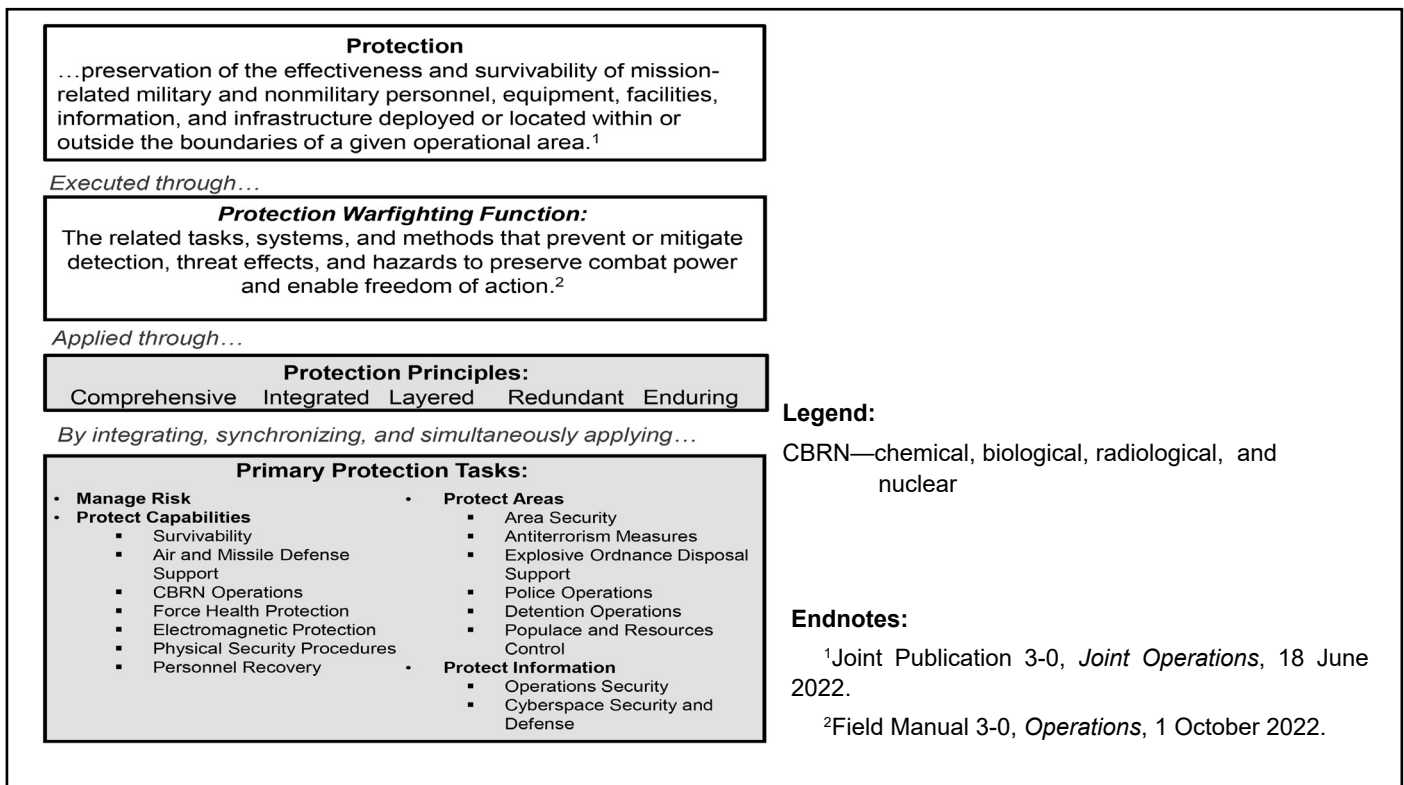 Protection
…preservation of the effectiveness and survivability of mission-
related military and nonmilitary personnel, equipment, facilities,
information, and infrastructure deployed or located within or
outside the boundaries of a given operational area.¹
Executed through…
Protection Warfighting Function:
The related tasks, systems, and methods that prevent or mitigate
detection, threat effects, and hazards to preserve combat power
and enable freedom of action.²
Applied through…
Protection Principles:
Comprehensive Integrated Layered Redundant Enduring
By integrating, synchronizing, and simultaneously applying…
Primary Protection Tasks:
• Manage Risk
• Protect Capabilities
▪ Survivability
▪ Air and Missile Defense
Support
▪ CBRN Operations
▪ Force Health Protection
▪ Electromagnetic Protection
▪ Physical Security Procedures
▪ Personnel Recovery
• Protect Areas
▪ Area Security
▪ Antiterrorism Measures
▪ Explosive Ordnance Disposal
Support
▪ Police Operations
▪ Detention Operations
▪ Populace and Resources
Control
• Protect Information
▪ Operations Security
▪ Cyberspace Security and
Defense
Legend:
CBRN—chemical, biological, radiological, and
nuclear
Endnotes:
¹Joint Publication 3-0, Joint Operations, 18 June
2022.
²Field Manual 3-0, Operations, 1 October 2022.